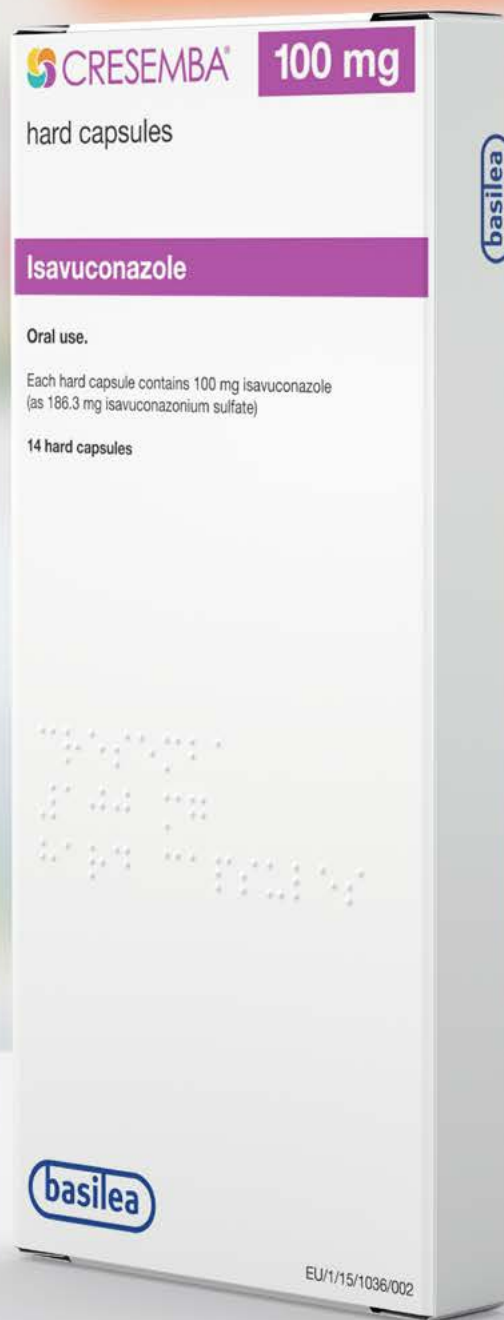 CRESEMBA® 100 mg
hard capsules
Isavuconazole
Oral use.
Each hard capsule contains 100 mg isavuconazole
(as 186.3 mg isavuconazonium sulfate)
14 hard capsules
basilea
EU/1/15/1036/002
basilea